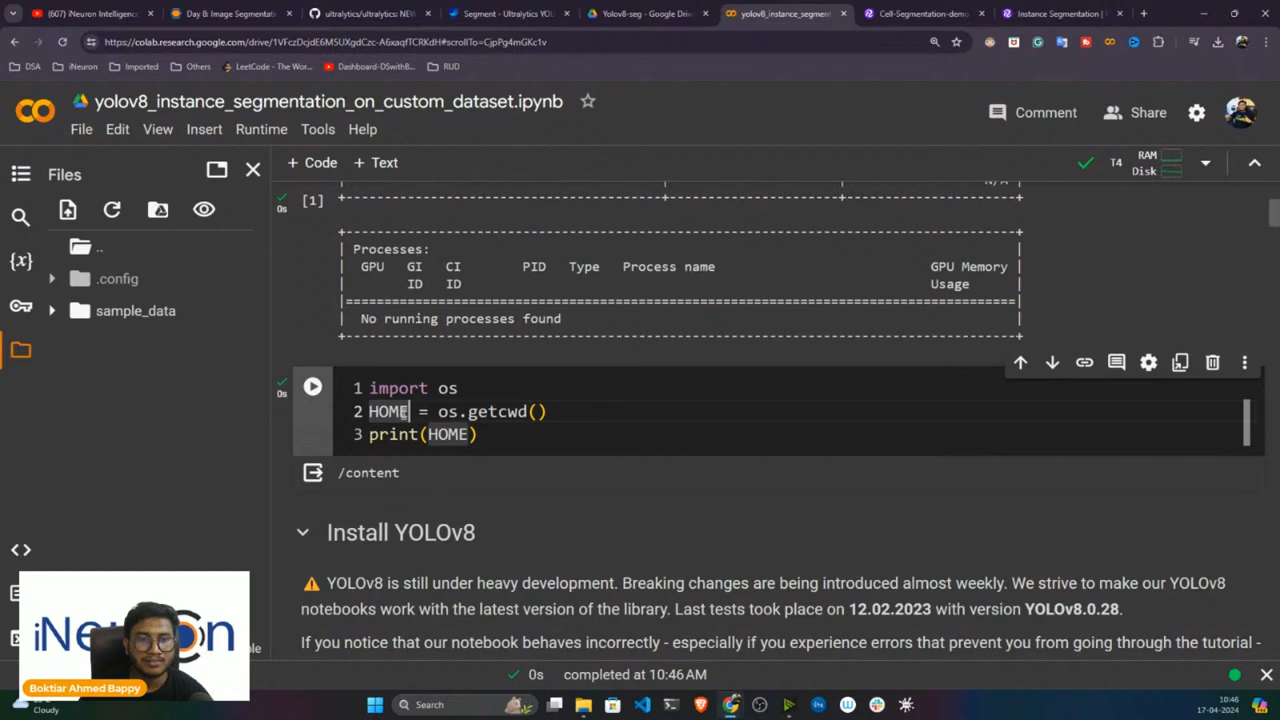 (607) iNeuron Intelligence
Day & Image Segmentation
ultralytics/ultralytics: NEW
Segment - Ultralytics YOL
Yolov8-seg - Google Dri
yolov8_instance_segment
Cell-Segmentation-demo
Instance Segmentation |
https://colab.research.google.com/drive/1VFczDcjdE6M5UXgdCzc-A6xaqfTCRKdH#scrollTo=CjpPg4mGKc1v
DSA
iNeuron
Imported
Others
LeetCode - The Wor...
Dashboard-DSwithB...
RUD
yolov8_instance_segmentation_on_custom_dataset.ipynb
Comment
Share
File Edit View Insert Runtime Tools Help
Files
+ Code + Text
T4
RAM
Disk
..
.config
sample_data
0s
[1]
N/A
Processes:
GPU GI CI PID Type Process name GPU Memory
ID ID Usage
No running processes found
0s
1 import os
2 HOME = os.getcwd()
3 print(HOME)
/content
Install YOLOv8
YOLOv8 is still under heavy development. Breaking changes are being introduced almost weekly. We strive to make our YOLOv8
notebooks work with the latest version of the library. Last tests took place on 12.02.2023 with version YOLOv8.0.28.
If you notice that our notebook behaves incorrectly - especially if you experience errors that prevent you from going through the tutorial -
0s completed at 10:46 AM
iNeuron
Boktiar Ahmed Bappy
Cloudy
Search
10:46
17-04-2024